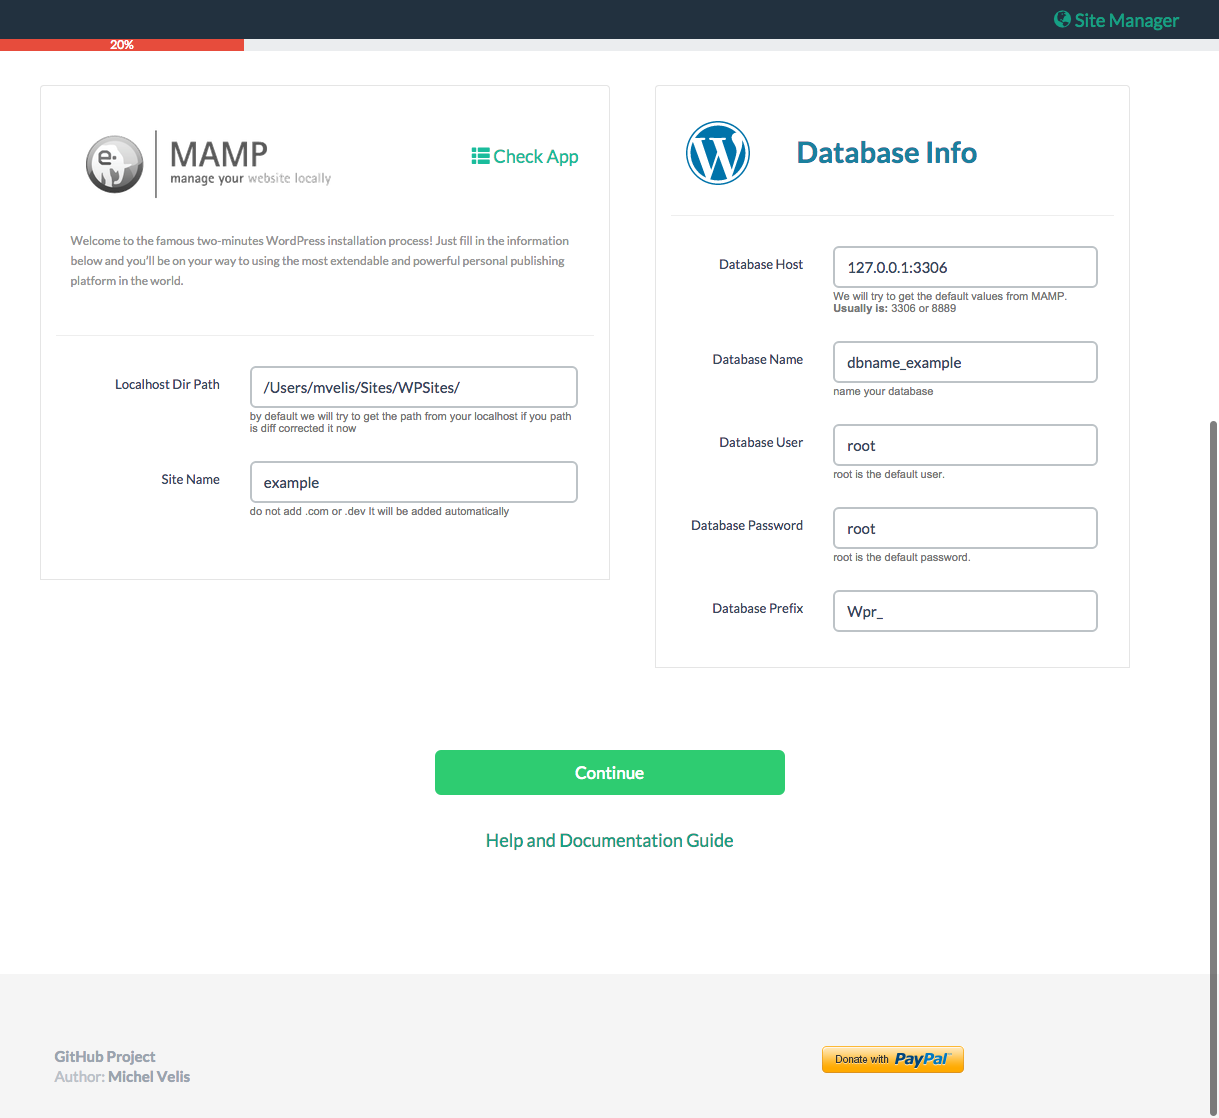 Site Manager
20%
MAMP
manage your website locally
Check App
Welcome to the famous two-minutes WordPress installation process! Just fill in the information
below and you'll be on your way to using the most extendable and powerful personal publishing
platform in the world.
Localhost Dir Path
/Users/mvelis/Sites/WPSites/
by default we will try to get the path from your localhost if you path
is diff corrected it now
Site Name
example
do not add .com or .dev It will be added automatically
Database Info
Database Host
127.0.0.1:3306
We will try to get the default values from MAMP.
Usually is: 3306 or 8889
Database Name
dbname_example
name your database
Database User
root
root is the default user.
Database Password
root
root is the default password.
Database Prefix
Wpr_
Continue
Help and Documentation Guide
GitHub Project
Author: Michel Velis
Donate with PayPal